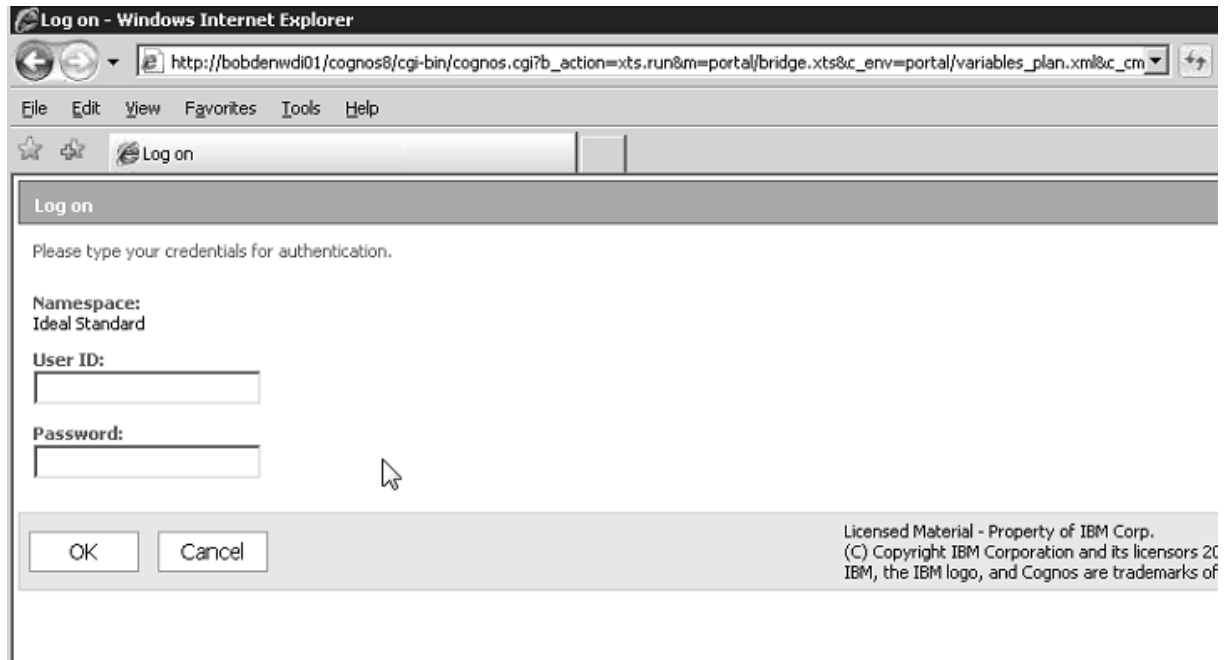 Log on - Windows Internet Explorer
http://bobdenwdi01/cognos8/cgi-bin/cognos.cgi?b_action=xts.run&m=portal/bridge.xts&c_env=portal/variables_plan.xml&c_cm
File Edit View Favorites Tools Help
Log on
Log on
Please type your credentials for authentication.
Namespace:
Ideal Standard
User ID:
Password:
OK Cancel
Licensed Material - Property of IBM Corp.
(C) Copyright IBM Corporation and its licensors 20
IBM, the IBM logo, and Cognos are trademarks of